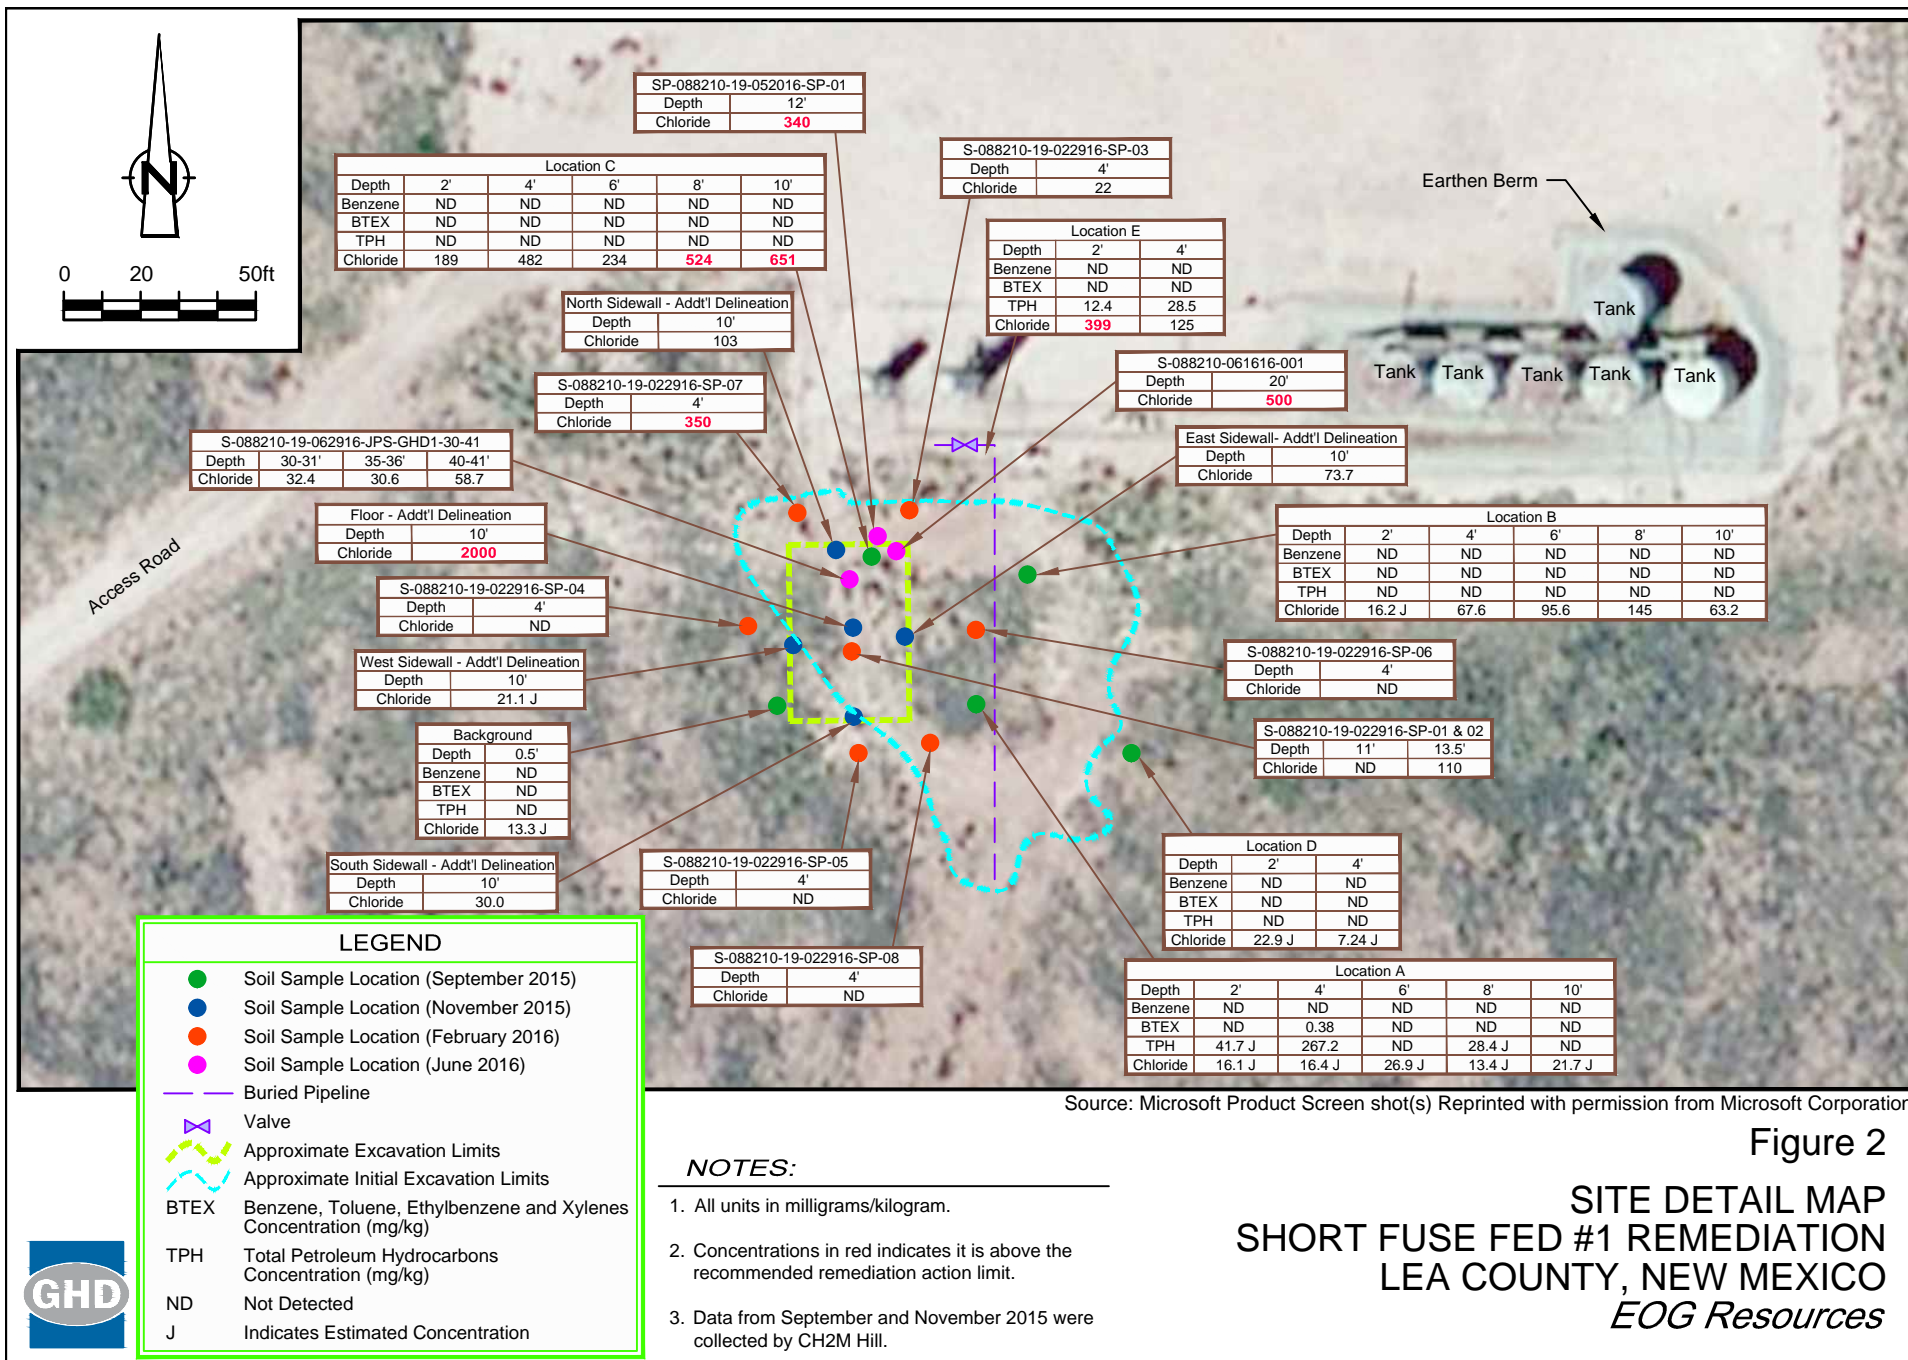 N
0 20 50ft
SP-088210-19-052016-SP-01
Depth 12'
Chloride 340
Location C
Depth 2' 4' 6' 8' 10'
Benzene ND ND ND ND ND
BTEX ND ND ND ND ND
TPH ND ND ND ND ND
Chloride 189 482 234 524 651
S-088210-19-022916-SP-03
Depth 4'
Chloride 22
Location E
Depth 2' 4'
Benzene ND ND
BTEX ND ND
TPH 12.4 28.5
Chloride 399 125
Earthen Berm
Tank
Tank Tank Tank Tank Tank
North Sidewall - Addt'l Delineation
Depth 10'
Chloride 103
S-088210-19-022916-SP-07
Depth 4'
Chloride 350
S-088210-061616-001
Depth 20'
Chloride 500
S-088210-19-062916-JPS-GHD1-30-41
Depth 30-31' 35-36' 40-41'
Chloride 32.4 30.6 58.7
East Sidewall- Addt'l Delineation
Depth 10'
Chloride 73.7
Floor - Addt'l Delineation
Depth 10'
Chloride 2000
Location B
Depth 2' 4' 6' 8' 10'
Benzene ND ND ND ND ND
BTEX ND ND ND ND ND
TPH ND ND ND ND ND
Chloride 16.2 J 67.6 95.6 145 63.2
Access Road
S-088210-19-022916-SP-04
Depth 4'
Chloride ND
West Sidewall - Addt'l Delineation
Depth 10'
Chloride 21.1 J
S-088210-19-022916-SP-06
Depth 4'
Chloride ND
Background
Depth 0.5'
Benzene ND
BTEX ND
TPH ND
Chloride 13.3 J
S-088210-19-022916-SP-01 & 02
Depth 11' 13.5'
Chloride ND 110
South Sidewall - Addt'l Delineation
Depth 10'
Chloride 30.0
S-088210-19-022916-SP-05
Depth 4'
Chloride ND
Location D
Depth 2' 4'
Benzene ND ND
BTEX ND ND
TPH ND ND
Chloride 22.9 J 7.24 J
S-088210-19-022916-SP-08
Depth 4'
Chloride ND
Location A
Depth 2' 4' 6' 8' 10'
Benzene ND ND ND ND ND
BTEX ND 0.38 ND ND ND
TPH 41.7 J 267.2 ND 28.4 J ND
Chloride 16.1 J 16.4 J 26.9 J 13.4 J 21.7 J
LEGEND
Soil Sample Location (September 2015)
Soil Sample Location (November 2015)
Soil Sample Location (February 2016)
Soil Sample Location (June 2016)
Buried Pipeline
Valve
Approximate Excavation Limits
Approximate Initial Excavation Limits
BTEX Benzene, Toluene, Ethylbenzene and Xylenes
Concentration (mg/kg)
TPH Total Petroleum Hydrocarbons
Concentration (mg/kg)
ND Not Detected
J Indicates Estimated Concentration
GHD
Source: Microsoft Product Screen shot(s) Reprinted with permission from Microsoft Corporation
NOTES:
1. All units in milligrams/kilogram.
2. Concentrations in red indicates it is above the
recommended remediation action limit.
3. Data from September and November 2015 were
collected by CH2M Hill.
Figure 2
SITE DETAIL MAP
SHORT FUSE FED #1 REMEDIATION
LEA COUNTY, NEW MEXICO
EOG Resources